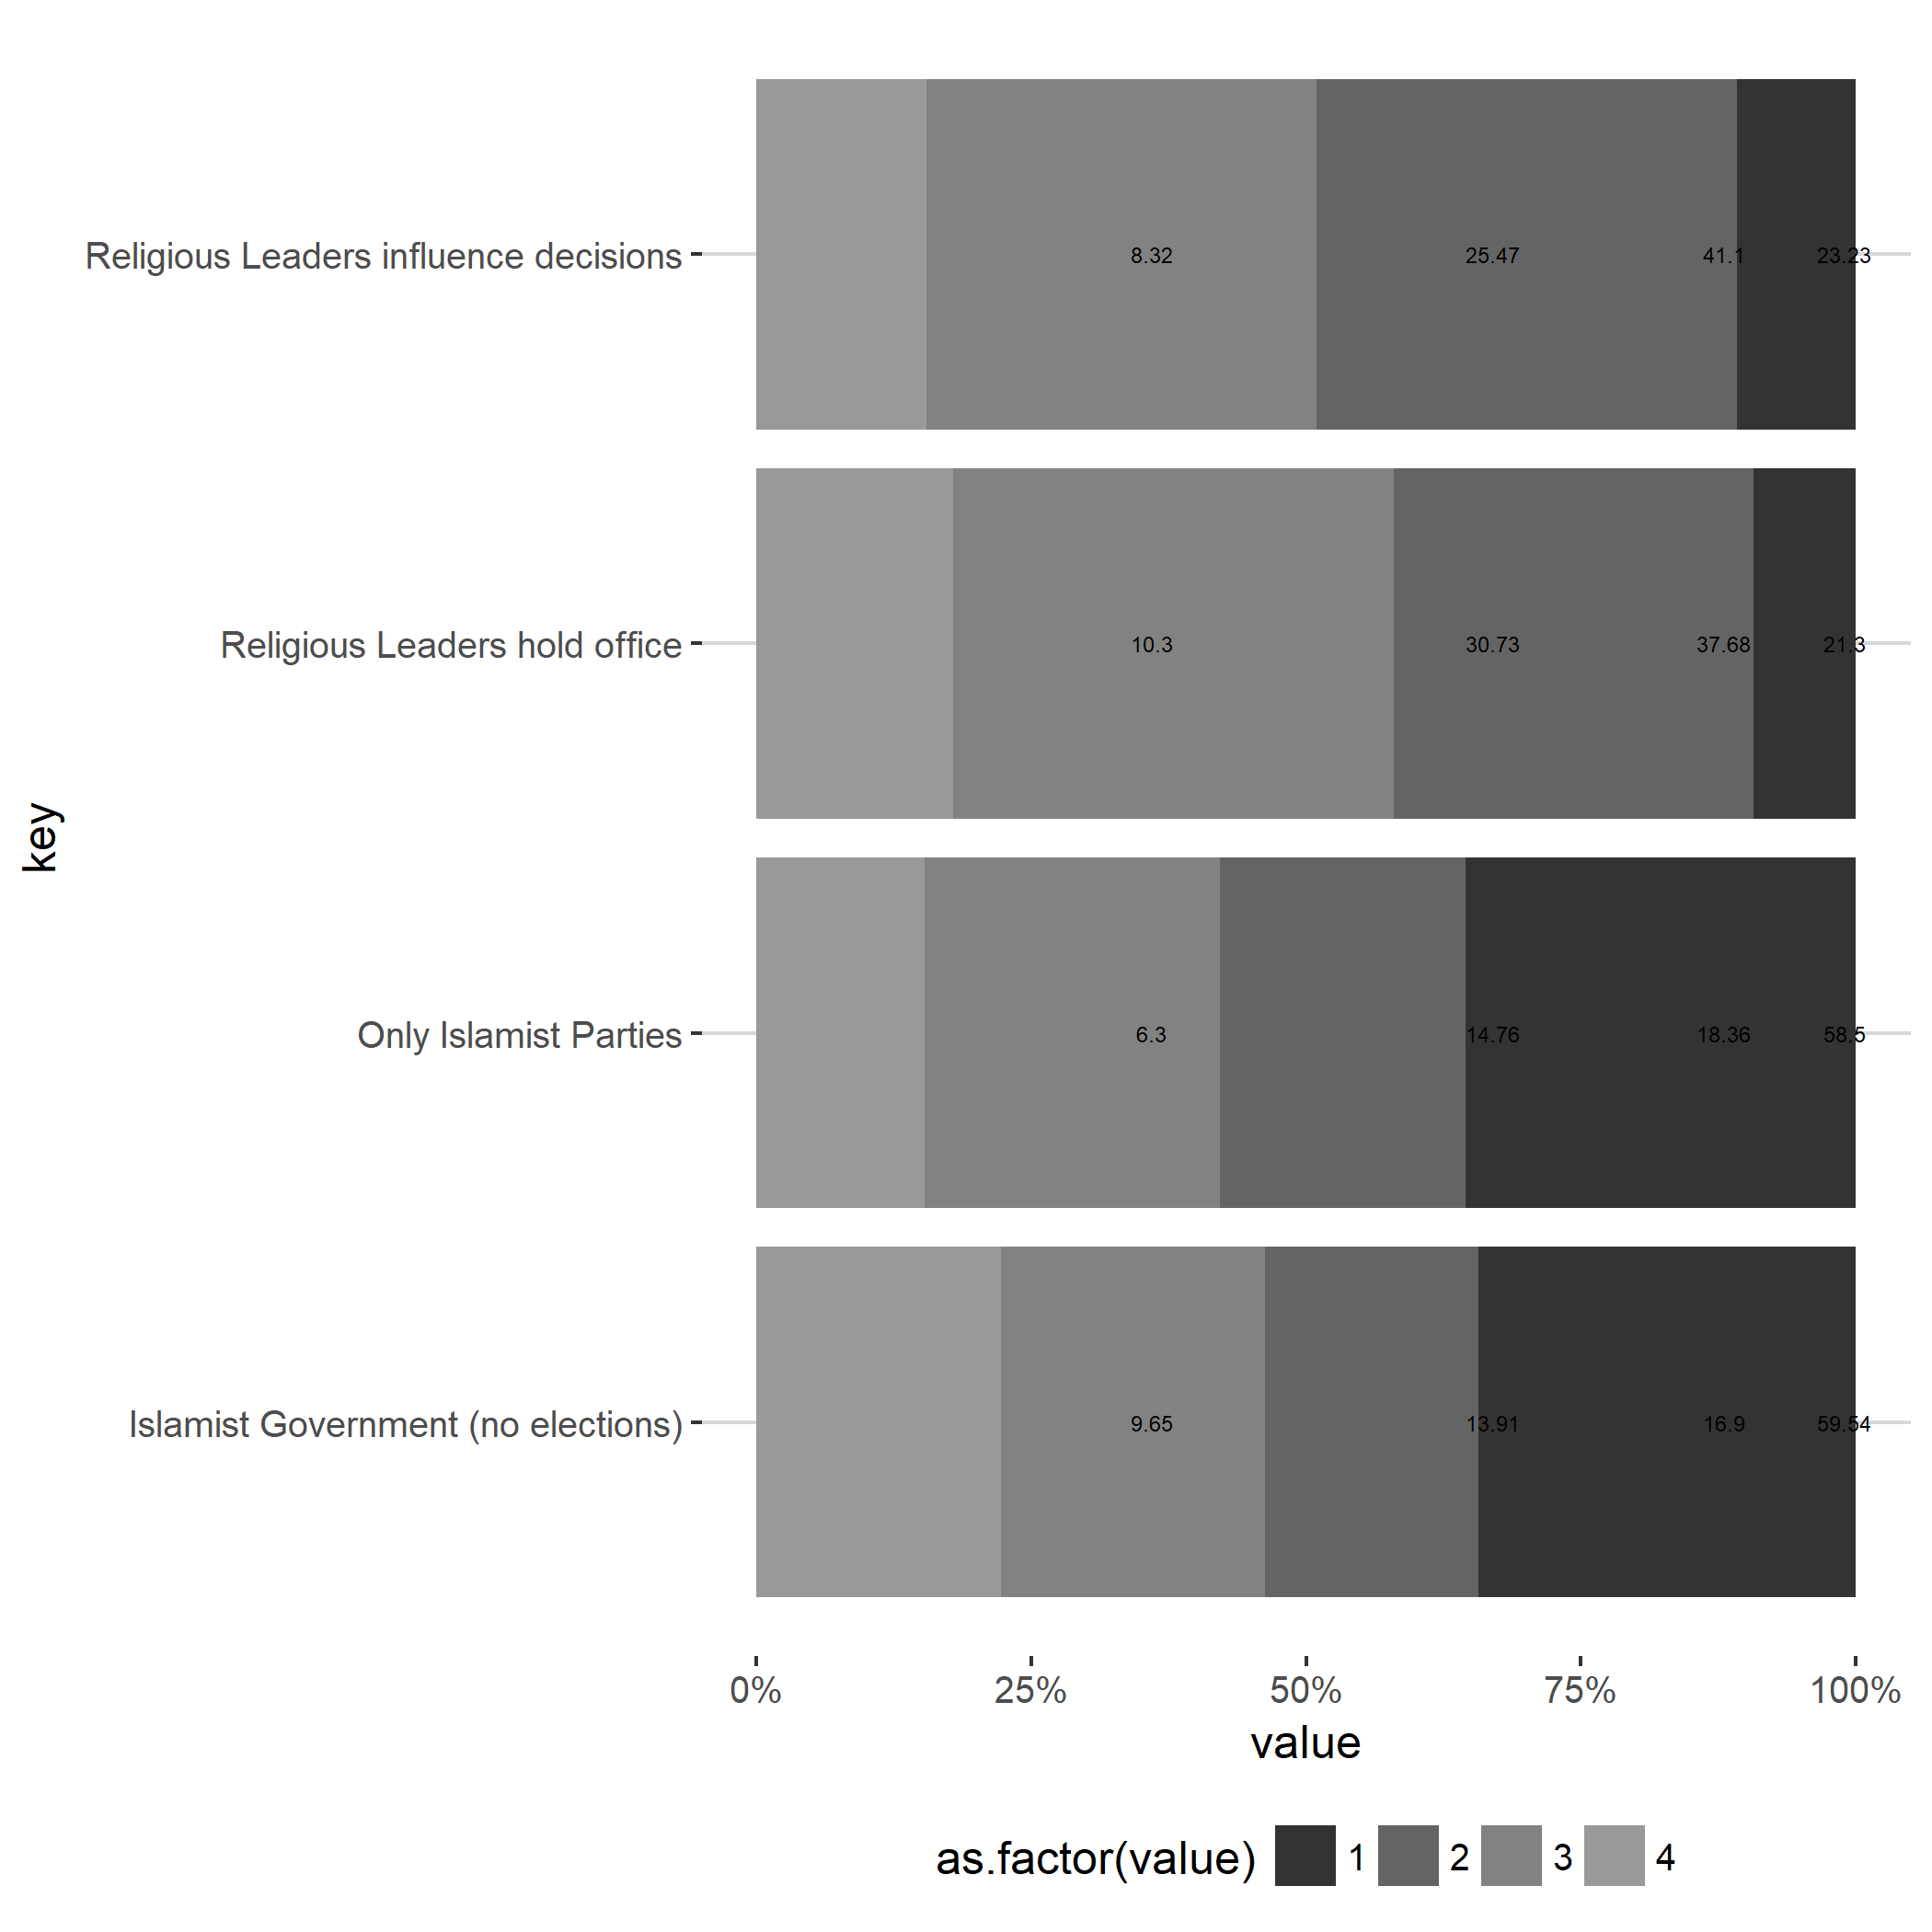 Religious Leaders influence decisions
8.32 25.47 41.1 23.23
Religious Leaders hold office
10.3 30.73 37.68 21.3
key
Only Islamist Parties
6.3 14.76 18.36 58.5
Islamist Government (no elections)
9.65 13.91 16.9 59.54
0% 25% 50% 75% 100%
value
as.factor(value) 1 2 3 4